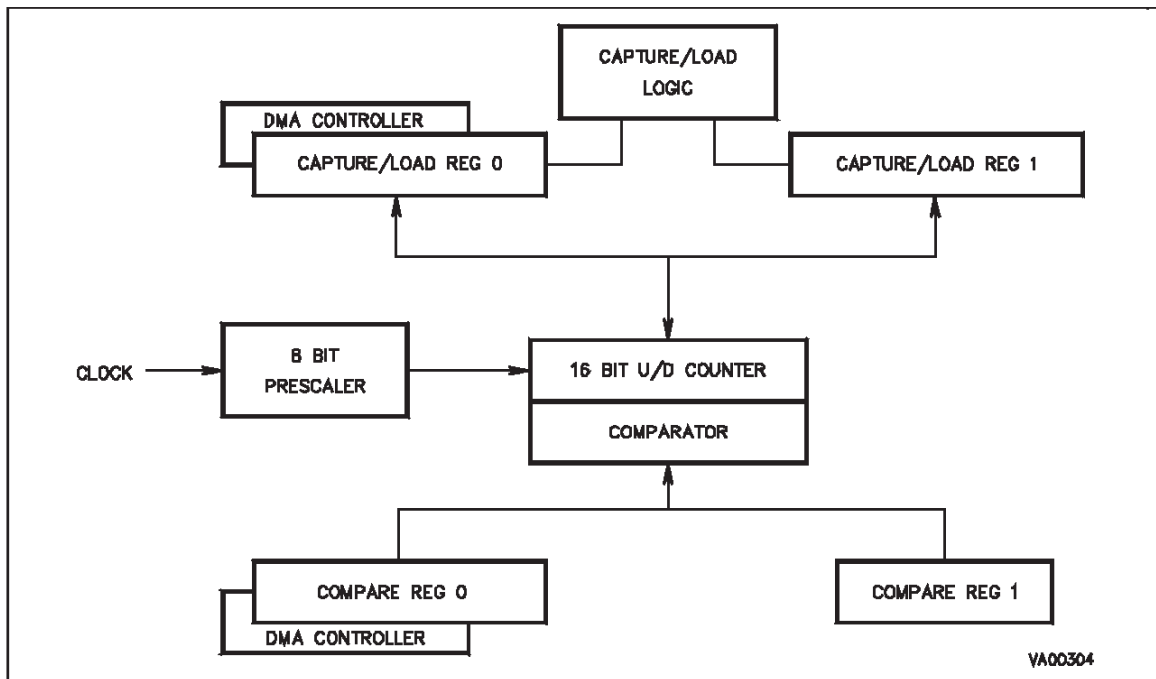 CAPTURE/LOAD
LOGIC
DMA CONTROLLER
CAPTURE/LOAD REG 0
CAPTURE/LOAD REG 1
CLOCK
8 BIT
PRESCALER
16 BIT U/D COUNTER
COMPARATOR
COMPARE REG 0
COMPARE REG 1
DMA CONTROLLER
VA00304